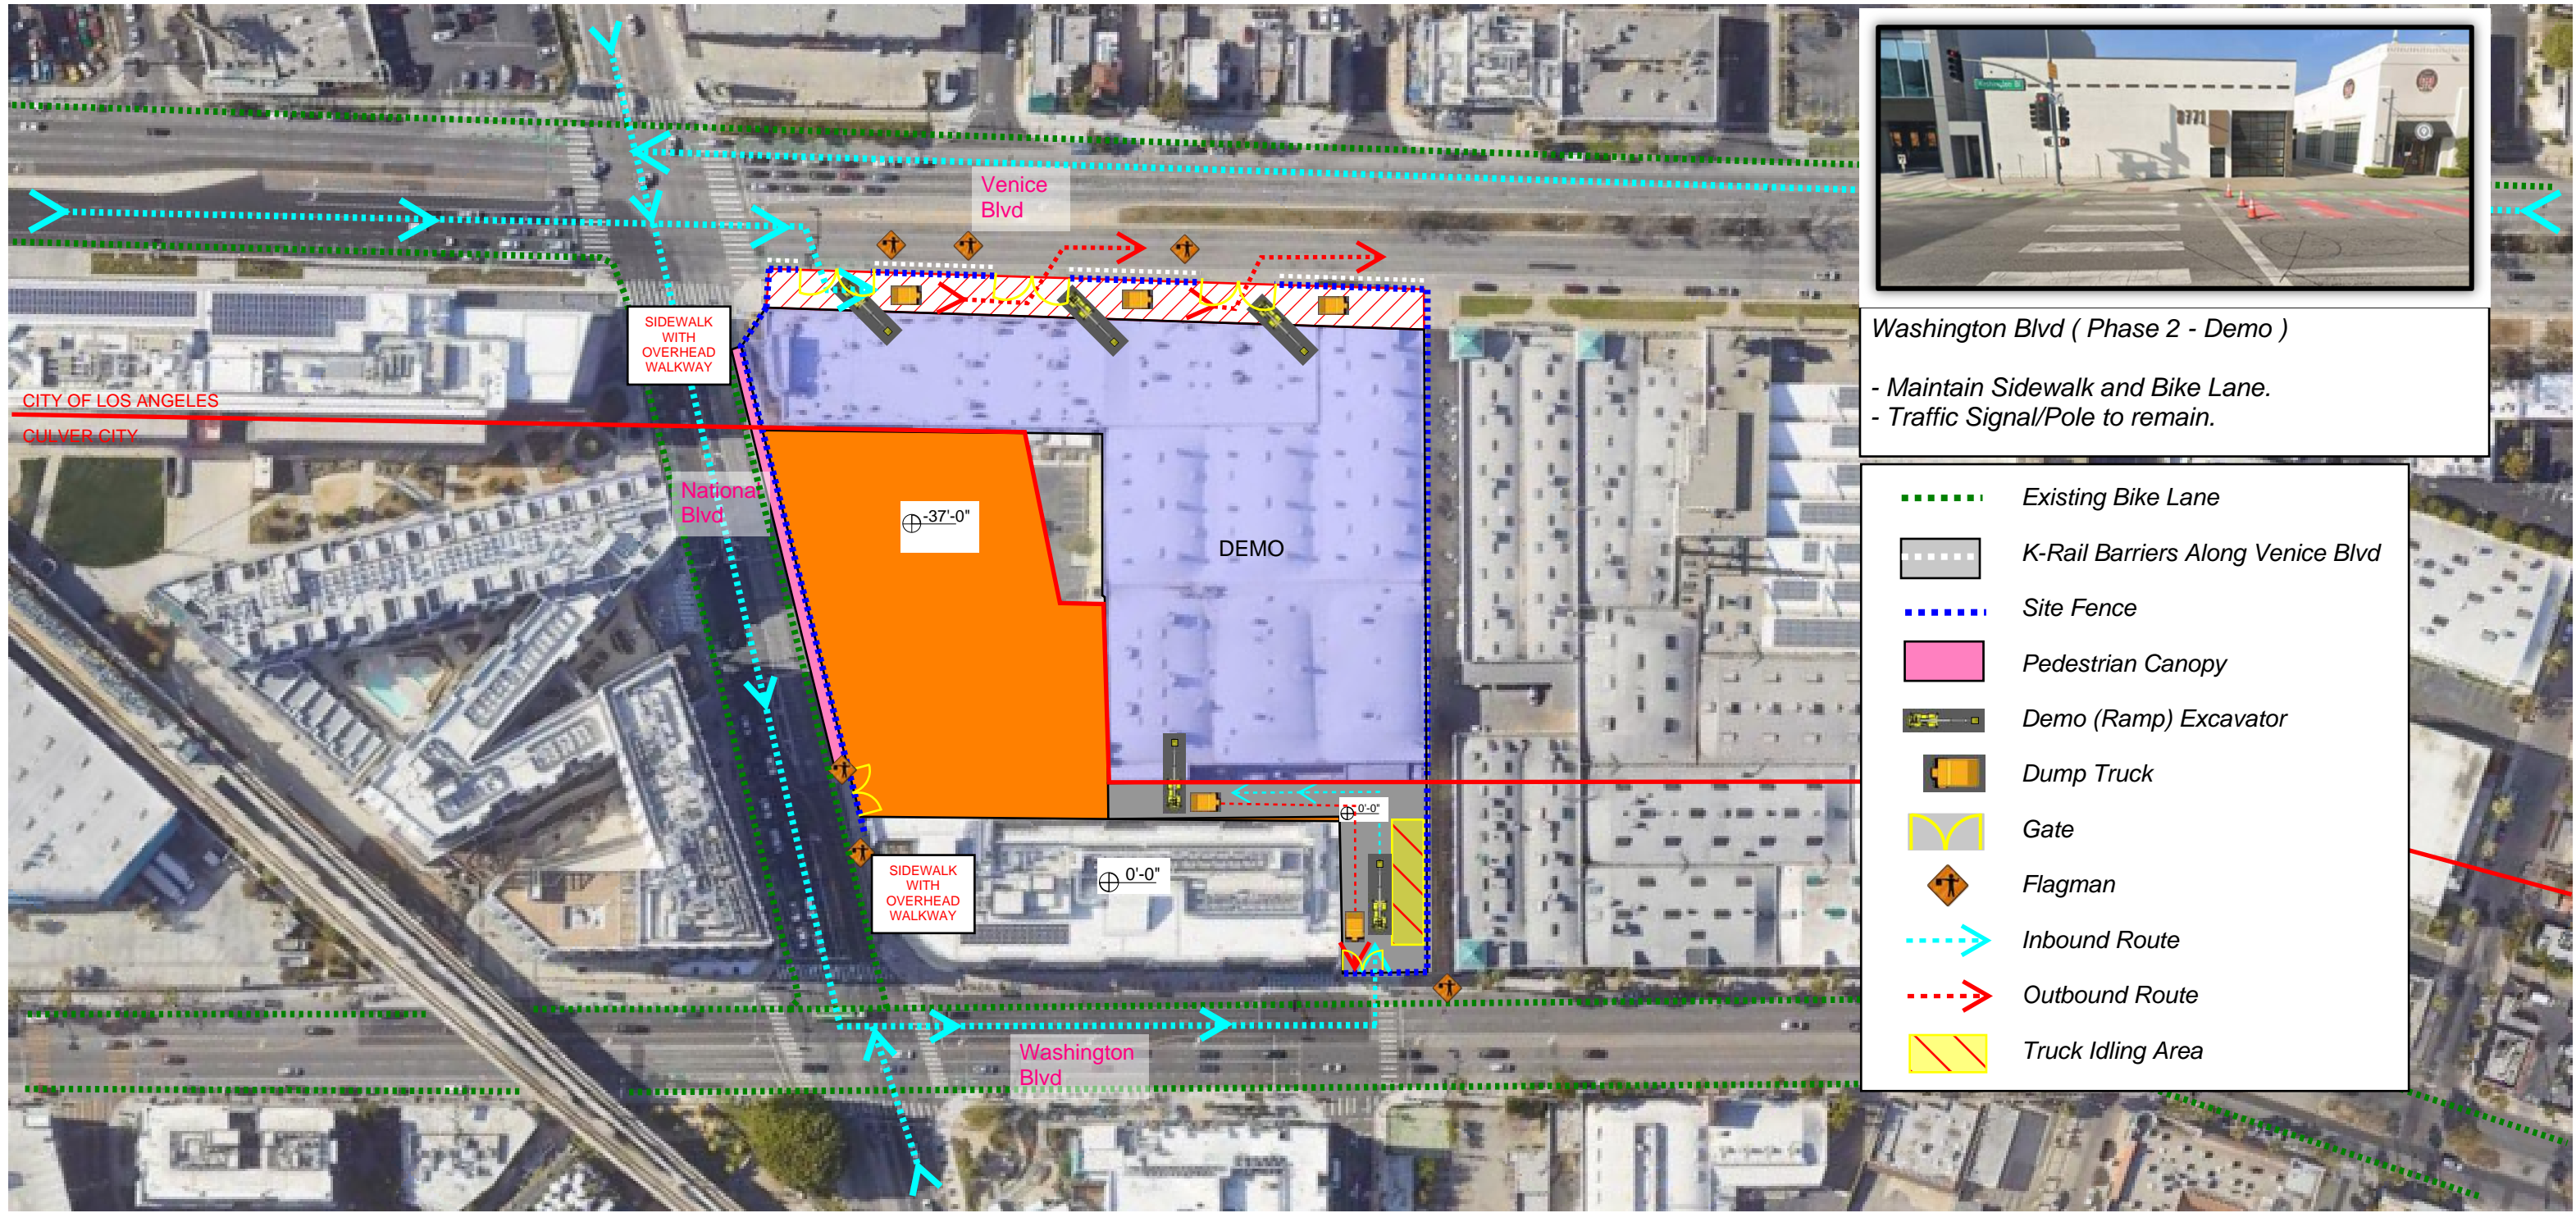 Venice
Blvd
SIDEWALK
WITH
OVERHEAD
WALKWAY
CITY OF LOS ANGELES
CULVER CITY
National
Blvd
-37'-0"
DEMO
0'-0"
0'-0"
SIDEWALK
WITH
OVERHEAD
WALKWAY
Washington
Blvd
8771
Washington Blvd ( Phase 2 - Demo )
- Maintain Sidewalk and Bike Lane.
- Traffic Signal/Pole to remain.
Existing Bike Lane
K-Rail Barriers Along Venice Blvd
Site Fence
Pedestrian Canopy
Demo (Ramp) Excavator
Dump Truck
Gate
Flagman
Inbound Route
Outbound Route
Truck Idling Area